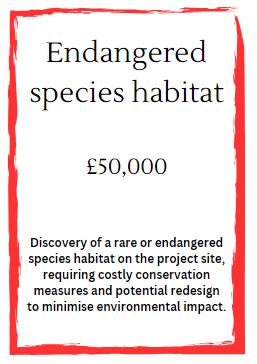 Endangered
species habitat
£50,000
Discovery of a rare or endangered
species habitat on the project site,
requiring costly conservation
measures and potential redesign
to minimise environmental impact.